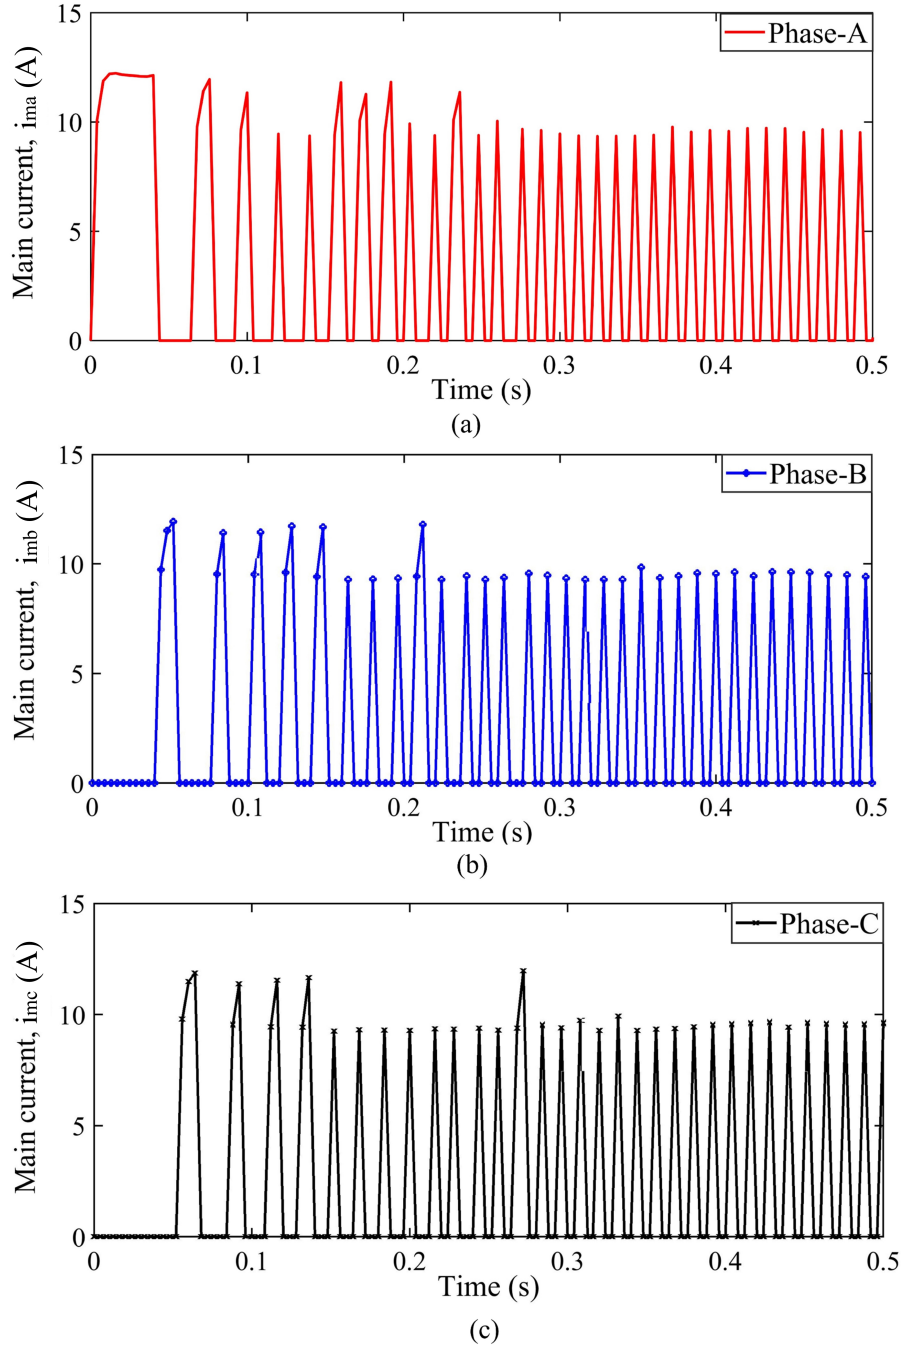 15
Phase-A
10
5
0
Main current, ima (A)
0 0.1 0.2 0.3 0.4 0.5
Time (s)
(a)
15
Phase-B
10
5
0
Main current, imb (A)
0 0.1 0.2 0.3 0.4 0.5
Time (s)
(b)
15
Phase-C
10
5
0
Main current, imc (A)
0 0.1 0.2 0.3 0.4 0.5
Time (s)
(c)